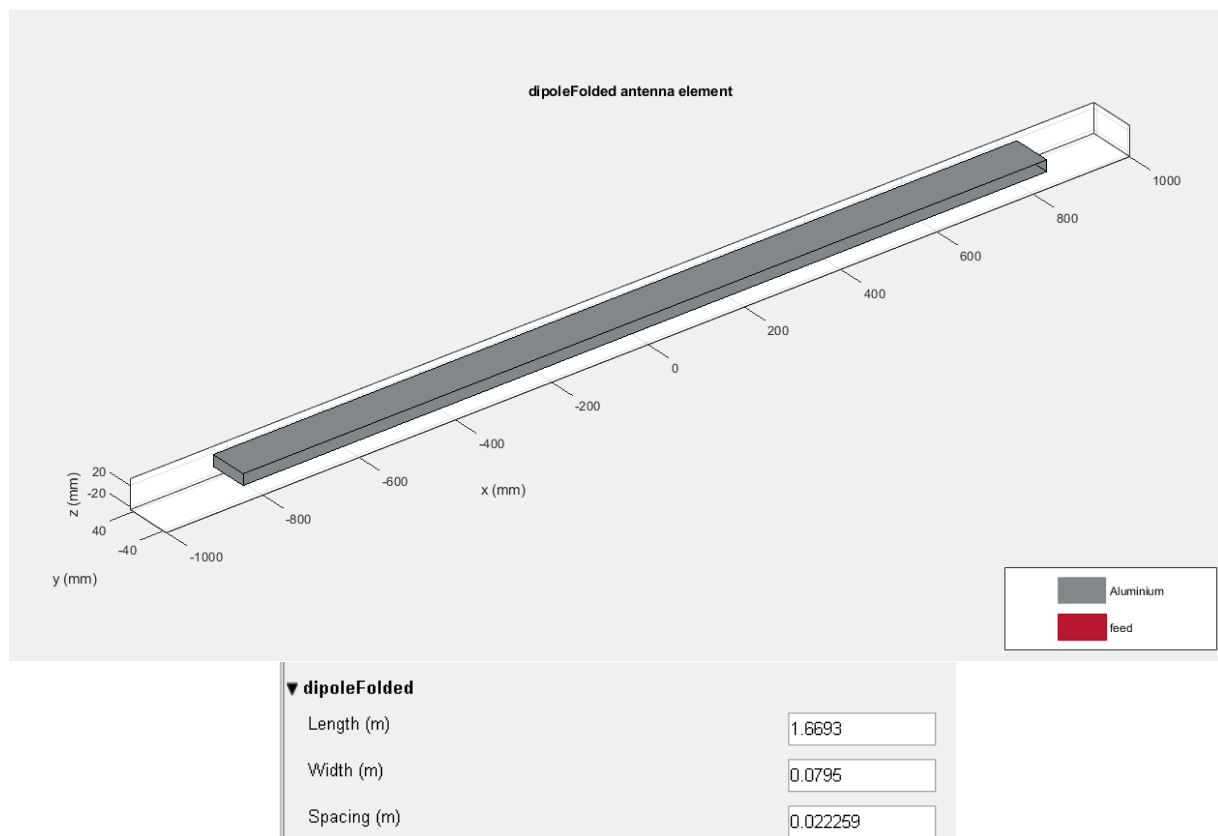 dipoleFolded antenna element
1000
800
600
400
200
0
-200
-400
-600
-800
-1000
x (mm)
20
-20
z (mm)
40
-40
y (mm)
Aluminium
feed
▼ dipoleFolded
Length (m) 1.6693
Width (m) 0.0795
Spacing (m) 0.022259